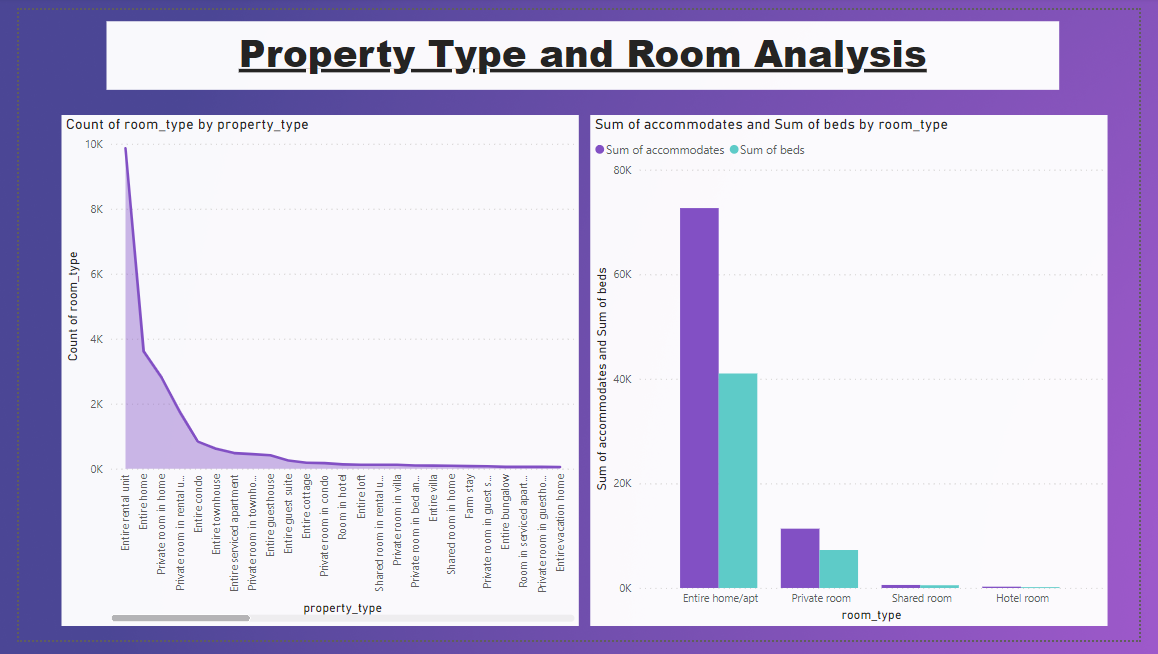 Property Type and Room Analysis
Count of room_type by property_type
10K
8K
6K
4K
2K
0K
Count of room_type
Entire rental unit
Entire home
Private room in home
Private room in rental u...
Entire condo
Entire townhouse
Entire serviced apartment
Private room in townho...
Entire guesthouse
Entire guest suite
Entire cottage
Private room in condo
Room in hotel
Entire loft
Shared room in rental u...
Private room in villa
Private room in bed an...
Entire villa
Shared room in home
Farm stay
Private room in guest s...
Entire bungalow
Room in serviced apart...
Private room in guestho...
Entire vacation home
property_type
Sum of accommodates and Sum of beds by room_type
Sum of accommodates Sum of beds
80K
60K
40K
20K
0K
Sum of accommodates and Sum of beds
Entire home/apt Private room Shared room Hotel room
room_type